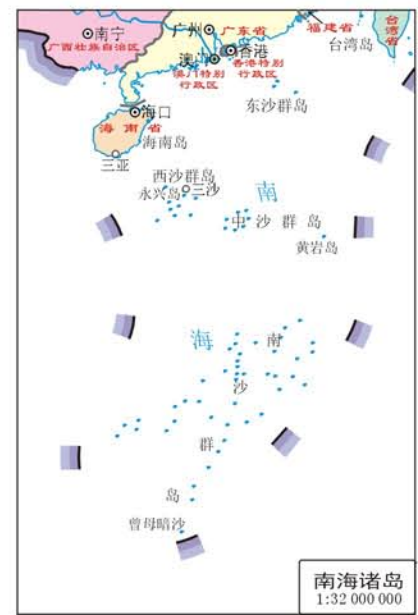 南宁
广西壮族自治区
广州
广东省
福建省
台湾岛
台湾省
澳门
香港
澳门特别
行政区
香港特别
行政区
东沙群岛
海口
海南省
海南岛
三亚
西沙群岛
永兴岛
三沙
南
中沙群岛
黄岩岛
海
南
沙
群
岛
曾母暗沙
南海诸岛
1:32 000 000